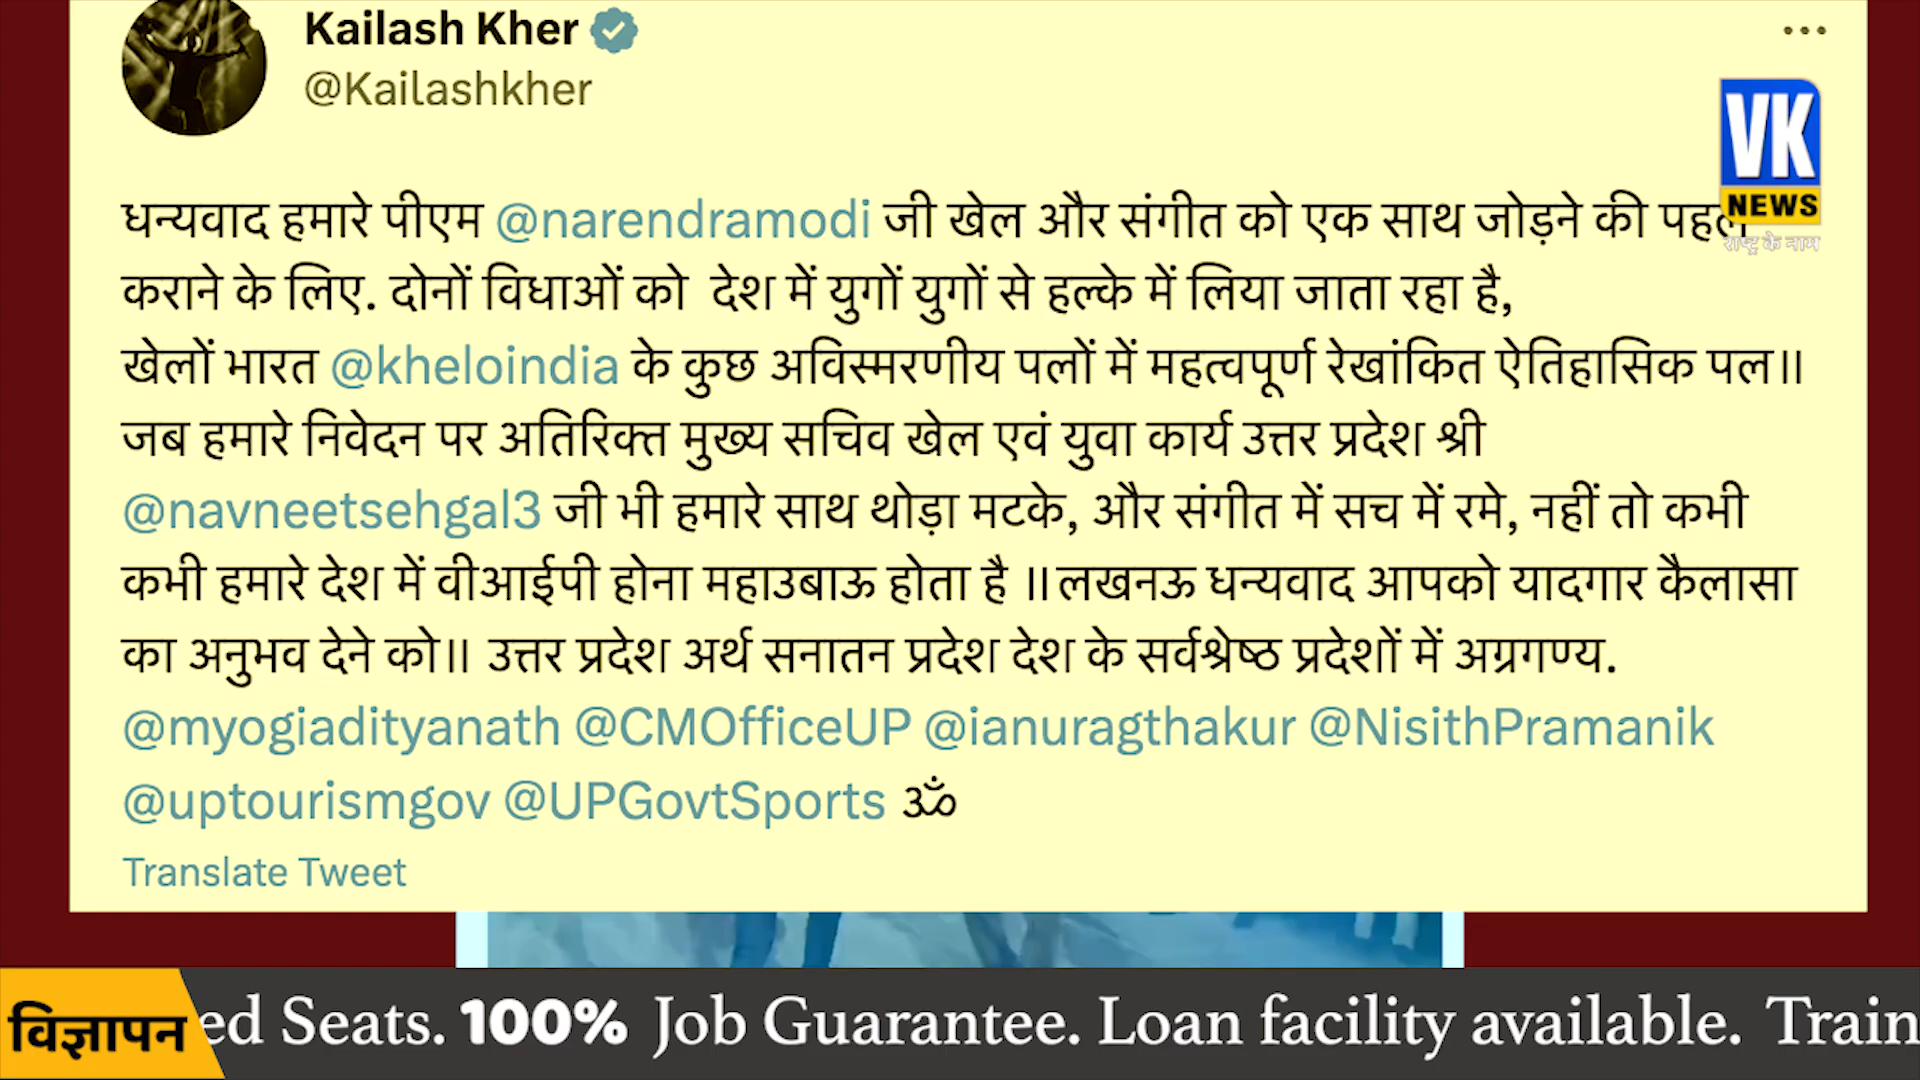 Kailash Kher
@Kailashkher
VK
NEWS
राष्ट्र के नाम
धन्यवाद हमारे पीएम @narendramodi जी खेल और संगीत को एक साथ जोड़ने की पहल
कराने के लिए. दोनों विधाओं को देश में युगों युगों से हल्के में लिया जाता रहा है,
खेलों भारत @kheloindia के कुछ अविस्मरणीय पलों में महत्वपूर्ण रेखांकित ऐतिहासिक पल॥
जब हमारे निवेदन पर अतिरिक्त मुख्य सचिव खेल एवं युवा कार्य उत्तर प्रदेश श्री
@navneetsehgal3 जी भी हमारे साथ थोड़ा मटके, और संगीत में सच में रमे, नहीं तो कभी
कभी हमारे देश में वीआईपी होना महाउबाऊ होता है ॥लखनऊ धन्यवाद आपको यादगार कैलासा
का अनुभव देने को॥ उत्तर प्रदेश अर्थ सनातन प्रदेश देश के सर्वश्रेष्ठ प्रदेशों में अग्रगण्य.
@myogiadityanath @CMOfficeUP @ianuragthakur @NisithPramanik
@uptourismgov @UPGovtSports ॐ
Translate Tweet
विज्ञापन ed Seats. 100% Job Guarantee. Loan facility available. Train